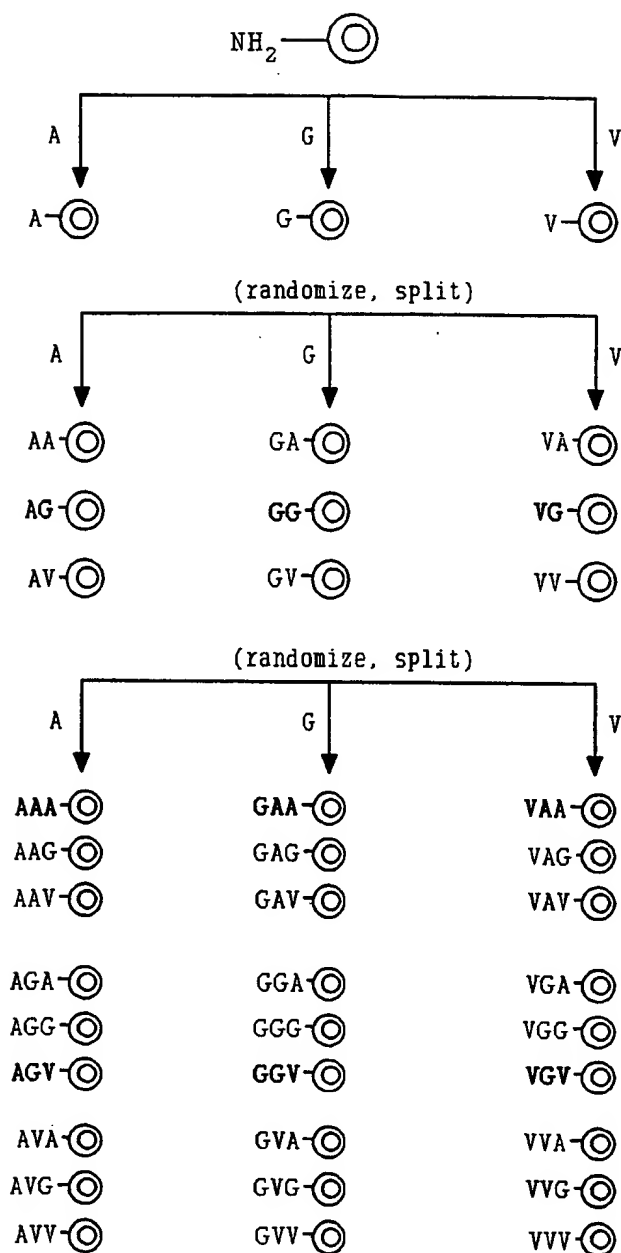 NH2
A G V
A G V
(randomize, split)
A G V
AA GA VA
AG GG VG
AV GV VV
(randomize, split)
A G V
AAA GAA VAA
AAG GAG VAG
AAV GAV VAV
AGA GGA VGA
AGG GGG VGG
AGV GGV VGV
AVA GVA VVA
AVG GVG VVG
AVV GVV VVV